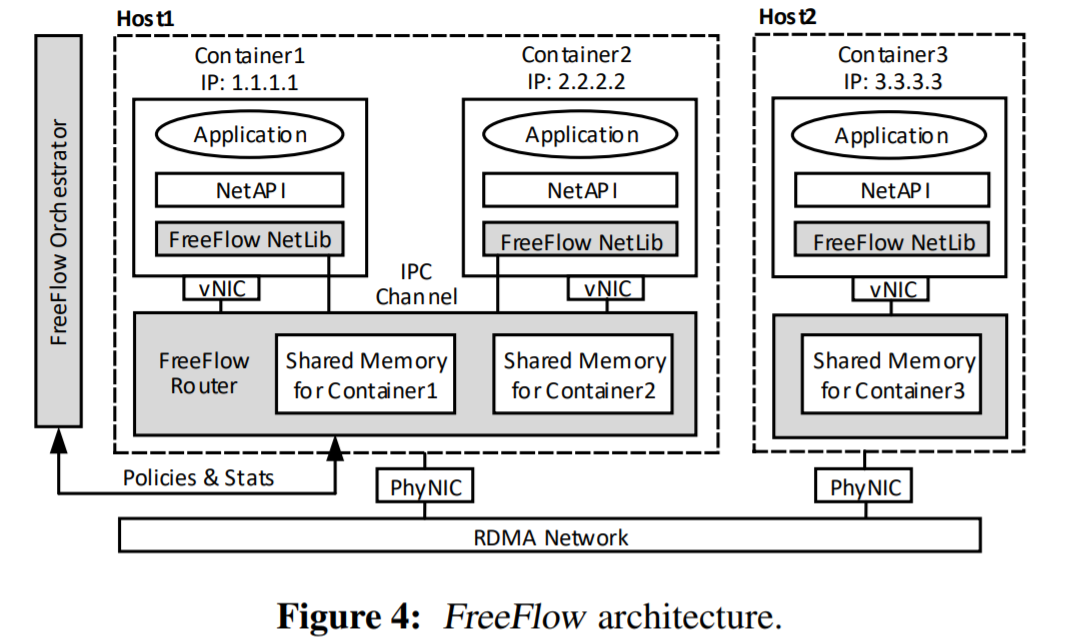 Host1
Host2
FreeFlow Orchestrator
Container1
IP: 1.1.1.1
Container2
IP: 2.2.2.2
Container3
IP: 3.3.3.3
Application
Application
Application
NetAPI
NetAPI
NetAPI
FreeFlow NetLib
FreeFlow NetLib
FreeFlow NetLib
vNIC
IPC
Channel
vNIC
vNIC
FreeFlow
Router
Shared Memory
for Container1
Shared Memory
for Container2
Shared Memory
for Container3
Policies & Stats
PhyNIC
PhyNIC
RDMA Network
Figure 4: FreeFlow architecture.